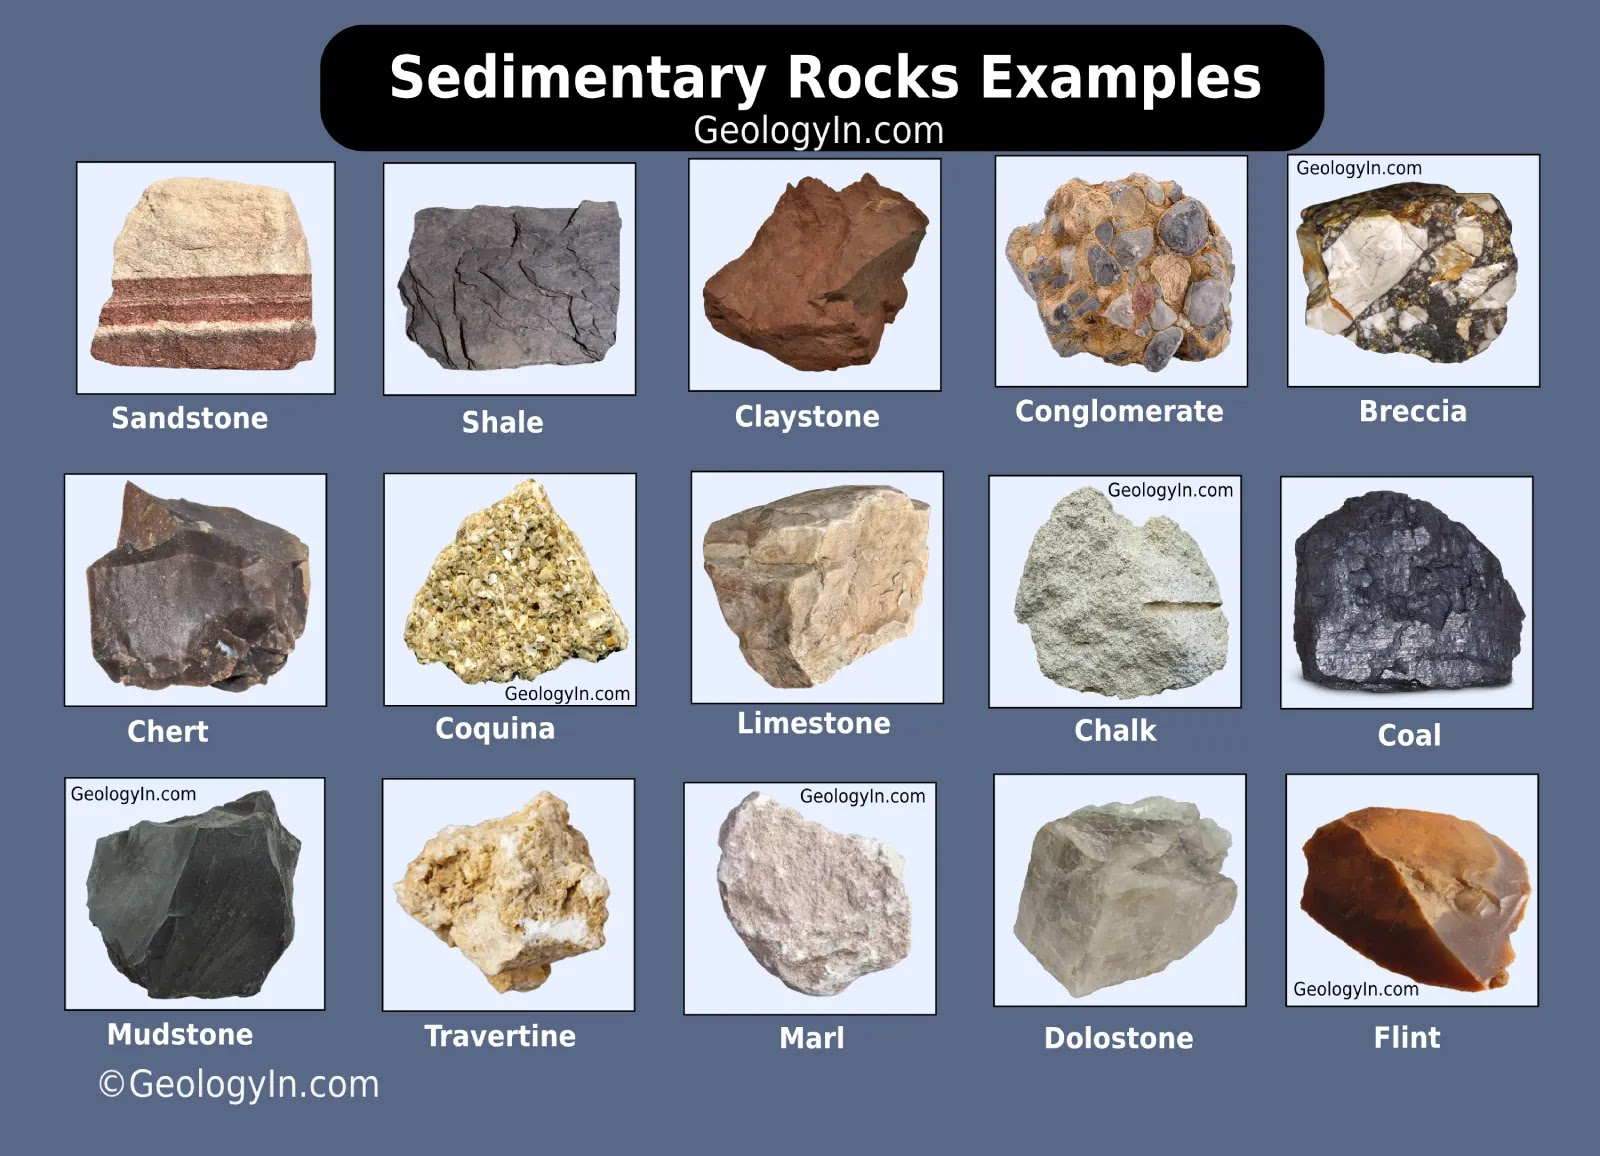 Sedimentary Rocks Examples
GeologyIn.com
GeologyIn.com
Sandstone
Shale
Claystone
Conglomerate
Breccia
GeologyIn.com
GeologyIn.com
Chert
Coquina
Limestone
Chalk
Coal
GeologyIn.com
GeologyIn.com
GeologyIn.com
Mudstone
Travertine
Marl
Dolostone
Flint
©GeologyIn.com